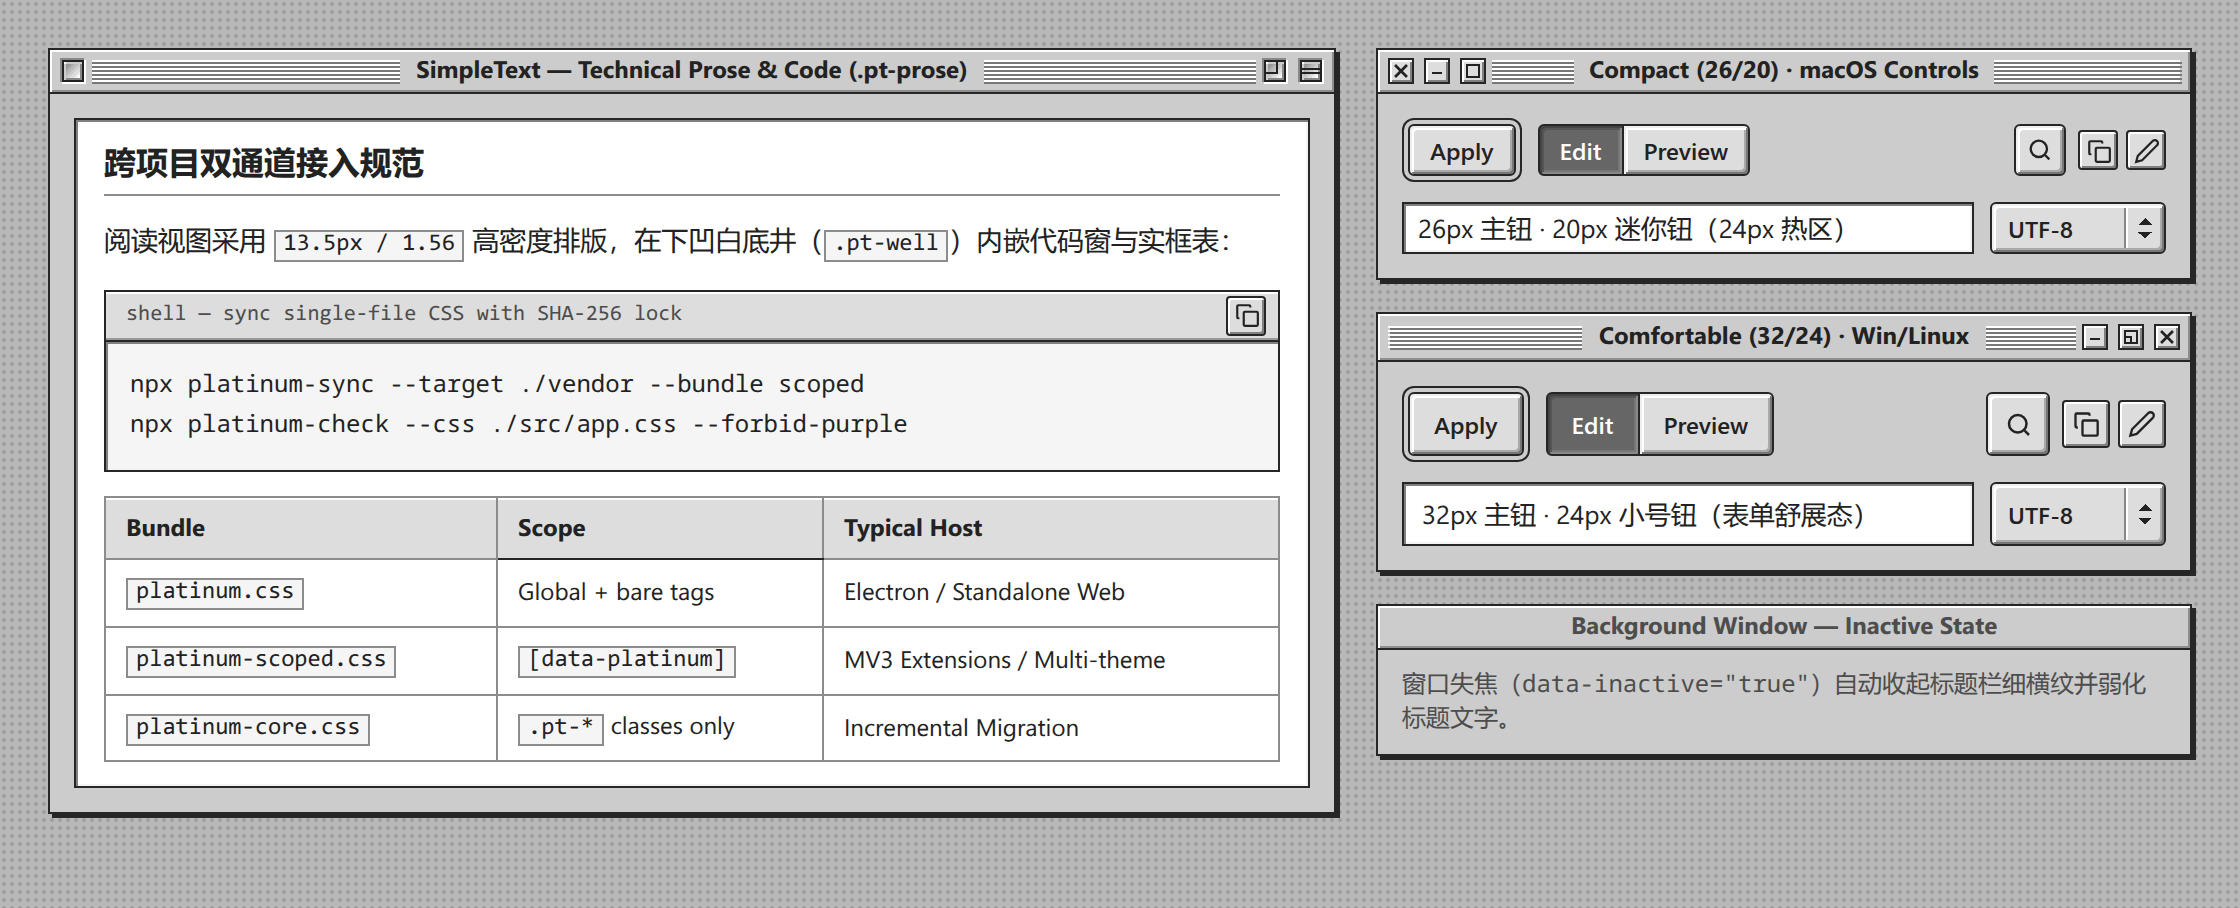 SimpleText — Technical Prose & Code (.pt-prose)
跨项目双通道接入规范
阅读视图采用 13.5px / 1.56 高密度排版，在下凹白底井（.pt-well）内嵌代码窗与实框表：
shell — sync single-file CSS with SHA-256 lock
npx platinum-sync --target ./vendor --bundle scoped
npx platinum-check --css ./src/app.css --forbid-purple
Bundle Scope Typical Host
platinum.css Global + bare tags Electron / Standalone Web
platinum-scoped.css [data-platinum] MV3 Extensions / Multi-theme
platinum-core.css .pt-* classes only Incremental Migration
Compact (26/20) · macOS Controls
Apply Edit Preview
26px 主钮 · 20px 迷你钮（24px 热区） UTF-8
Comfortable (32/24) · Win/Linux
Apply Edit Preview
32px 主钮 · 24px 小号钮（表单舒展态） UTF-8
Background Window — Inactive State
窗口失焦（data-inactive="true"）自动收起标题栏细横纹并弱化
标题文字。